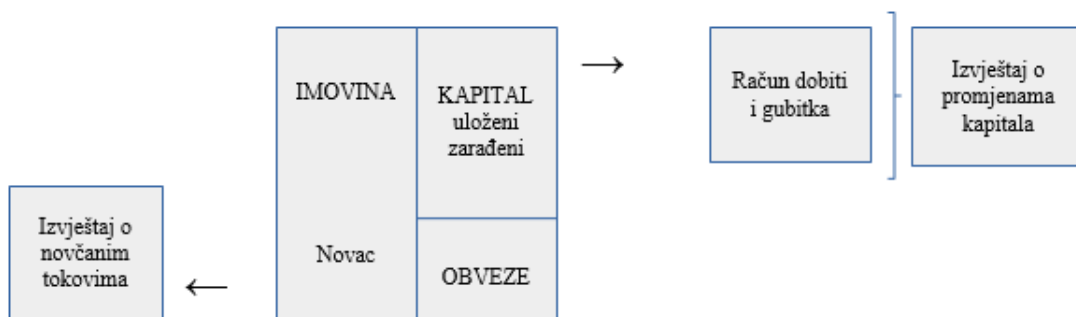 IMOVINA
Novac
KAPITAL
uloženi
zarađeni
OBVEZE
→
Račun dobiti
i gubitka
Izvještaj o
promjenama
kapitala
Izvještaj o
novčanim
tokovima
←